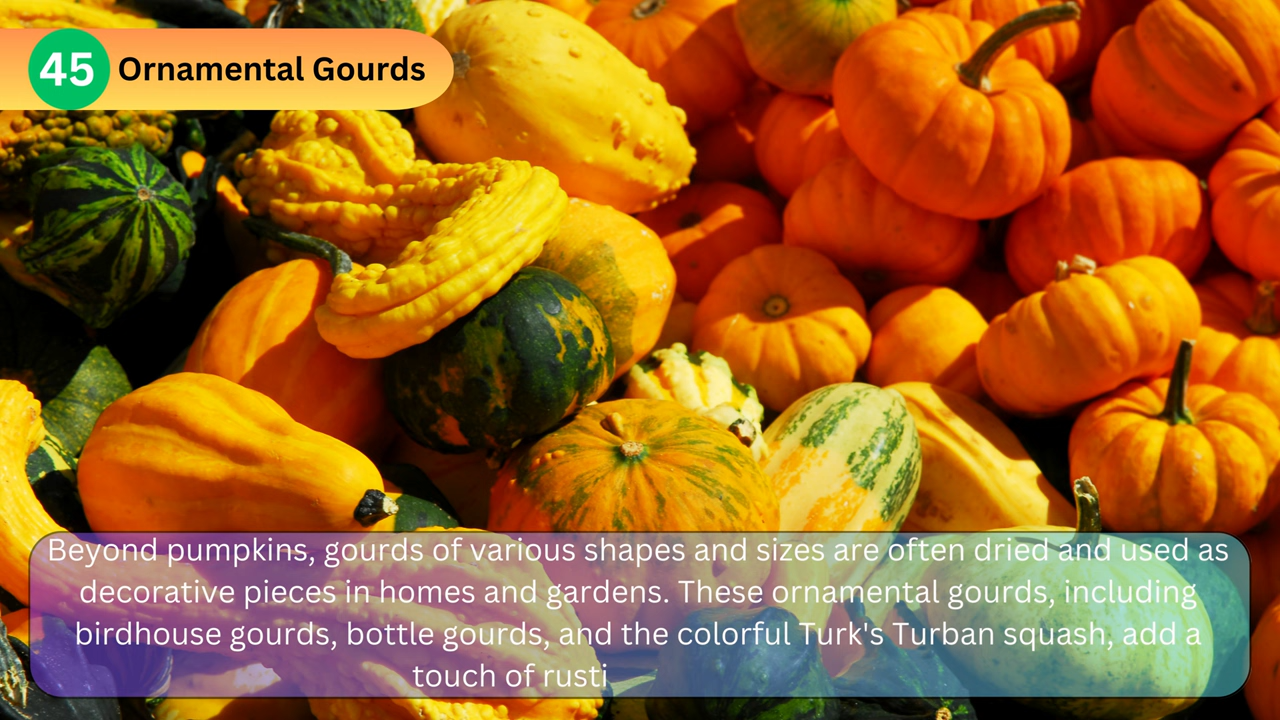 45 Ornamental Gourds
Beyond pumpkins, gourds of various shapes and sizes are often dried and used as
decorative pieces in homes and gardens. These ornamental gourds, including
birdhouse gourds, bottle gourds, and the colorful Turk's Turban squash, add a
touch of rusti